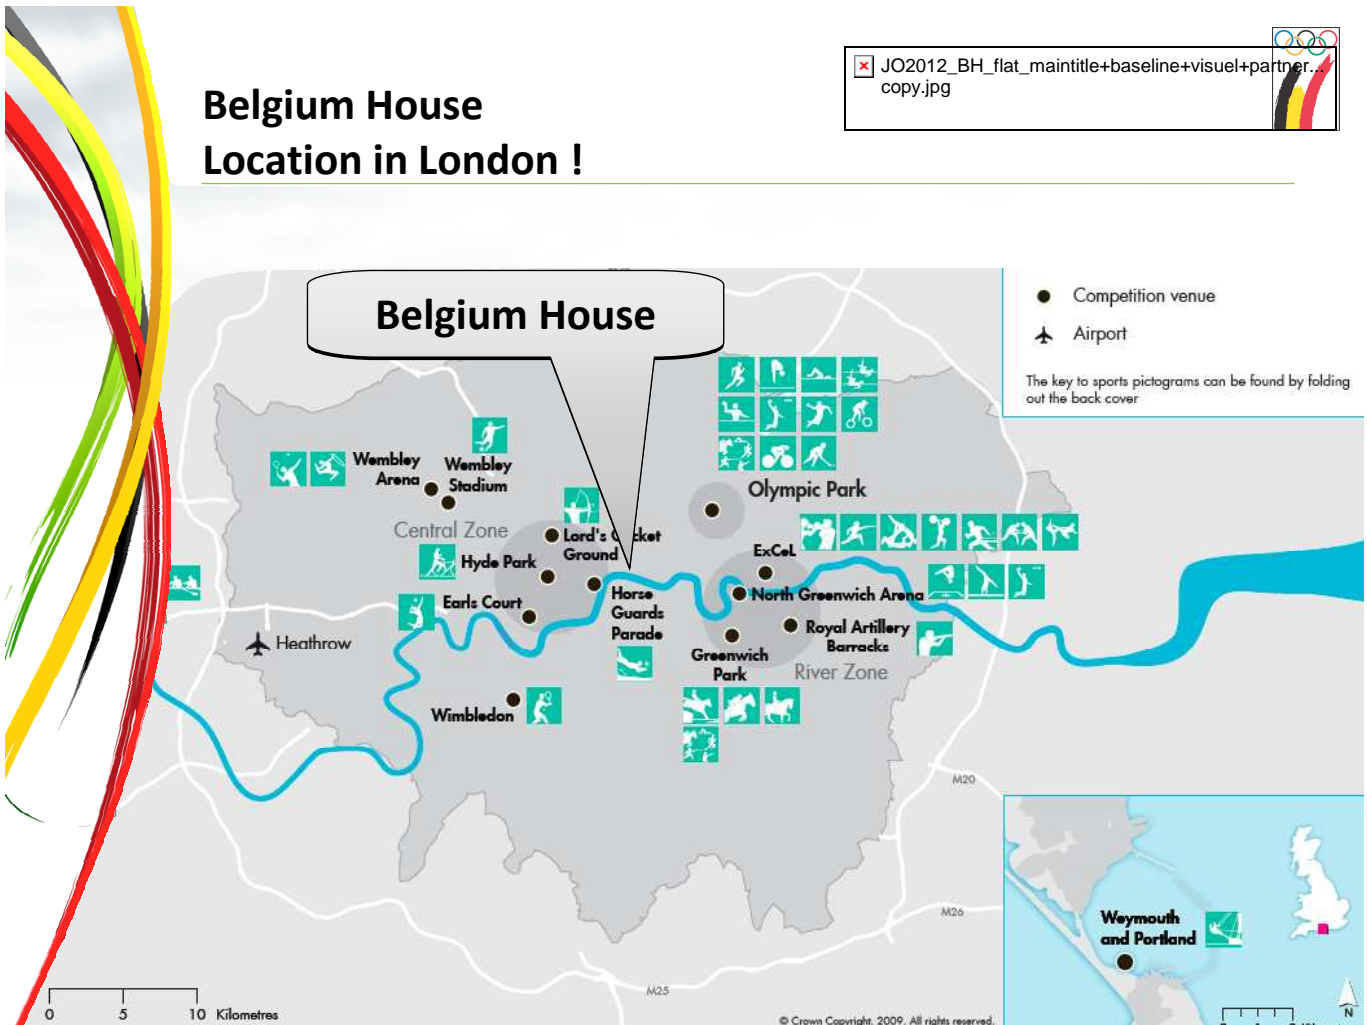 JO2012_BH_flat_maintitle+baseline+visuel+partner...
copy.jpg
Belgium House
Location in London !
Belgium House
Competition venue
Airport
The key to sports pictograms can be found by folding
out the back cover
Wembley
Arena
Wembley
Stadium
Olympic Park
Central Zone
Lord's Cricket
Ground
Hyde Park
ExCeL
North Greenwich Arena
Earls Court
Horse
Guards
Parade
Royal Artillery
Barracks
Heathrow
Greenwich
Park
River Zone
Wimbledon
M20
M26
M25
Weymouth
and Portland
0 5 10 Kilometres
N
© Crown Copyright, 2009. All rights reserved.